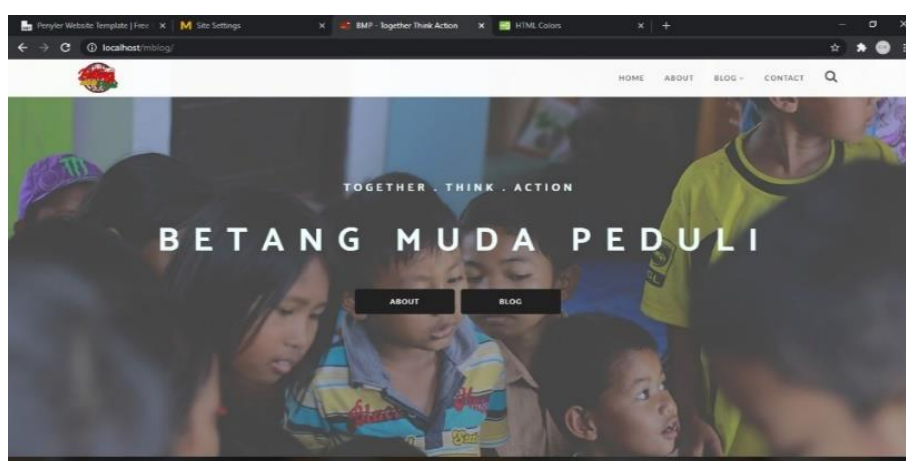 Penyler Website Template | Free
Site Settings
BMP - Together Think Action
HTML Colors
localhost/mblog/
HOME ABOUT BLOG CONTACT
TOGETHER . THINK . ACTION
BETANG MUDA PEDULI
ABOUT BLOG